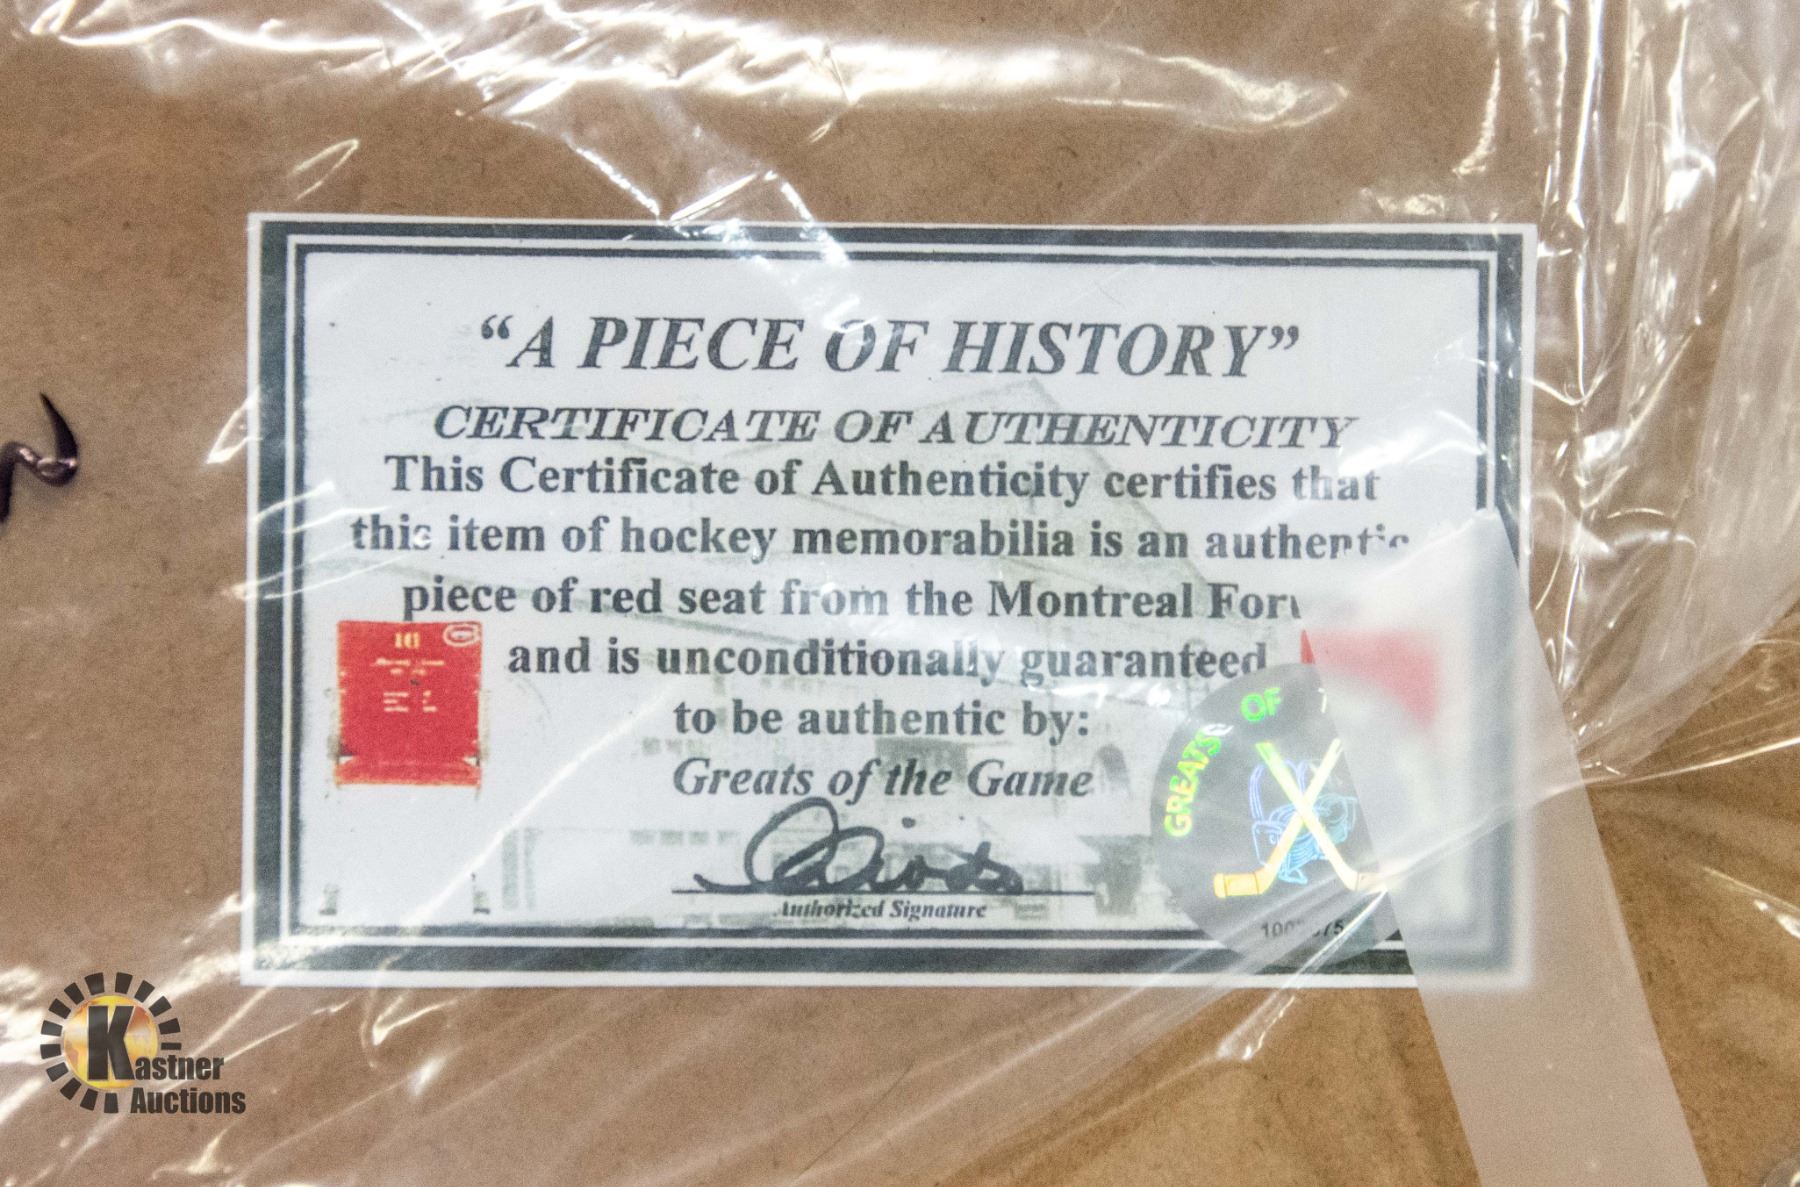 “A PIECE OF HISTORY”
CERTIFICATE OF AUTHENTICITY
This Certificate of Authenticity certifies that
this item of hockey memorabilia is an authentic
piece of red seat from the Montreal
and is unconditionally guaranteed
to be authentic by:
Greats of the Game
Authorized Signature
GREATS OF
Kastner
Auctions